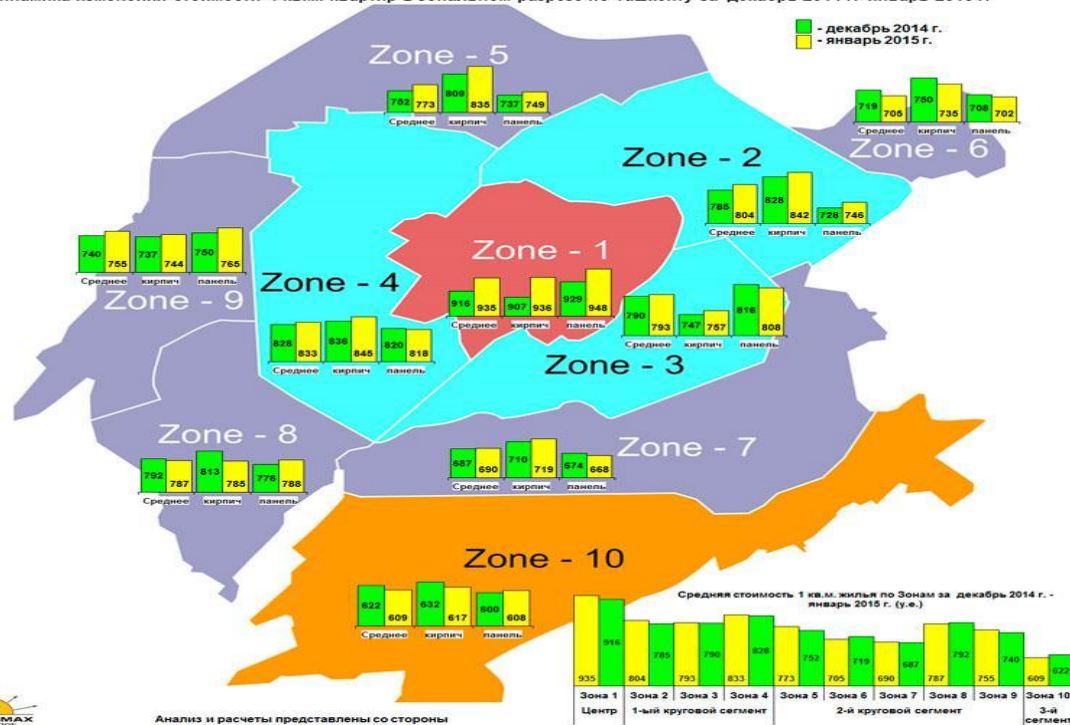 - декабрь 2014 г.
- январь 2015 г.
Zone - 5
752 773 809 835 737 749
Среднее кирпич панель
719 705 750 735 708 702
Среднее кирпич панель
Zone - 6
Zone - 2
785 804 828 842 728 746
Среднее кирпич панель
Zone - 1
916 935 907 936 929 948
Среднее кирпич панель
740 755 737 744 750 765
Среднее кирпич панель
Zone - 9
Zone - 4
828 833 836 845 820 818
Среднее кирпич панель
790 793 747 757 816 808
Среднее кирпич панель
Zone - 3
Zone - 8
792 787 813 785 776 788
Среднее кирпич панель
Zone - 7
687 690 710 719 674 668
Среднее кирпич панель
Zone - 10
622 609 632 617 600 608
Среднее кирпич панель
Средняя стоимость 1 кв.м. жилья по Зонам за декабрь 2014 г. -
январь 2015 г. (у.е.)
935 916 804 785 793 790 833 828 773 752 705 719 690 687 787 792 755 740 609 622
Зона 1 Зона 2 Зона 3 Зона 4 Зона 5 Зона 6 Зона 7 Зона 8 Зона 9 Зона 10
Центр 1-ый круговой сегмент 2-й круговой сегмент 3-й
сегмент
MAX
Анализ и расчеты представлены со стороны